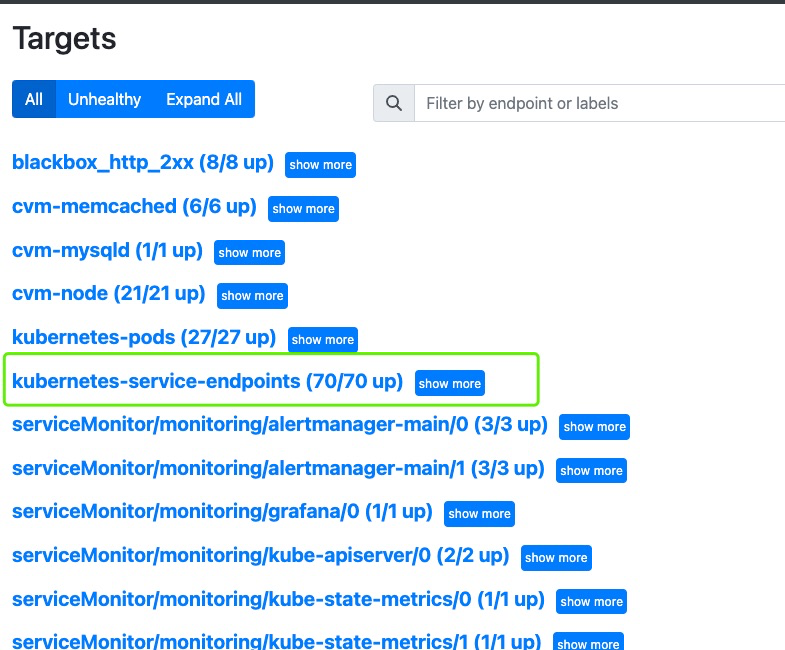 Targets
All Unhealthy Expand All Filter by endpoint or labels
blackbox_http_2xx (8/8 up) show more
cvm-memcached (6/6 up) show more
cvm-mysqld (1/1 up) show more
cvm-node (21/21 up) show more
kubernetes-pods (27/27 up) show more
kubernetes-service-endpoints (70/70 up) show more
serviceMonitor/monitoring/alertmanager-main/0 (3/3 up) show more
serviceMonitor/monitoring/alertmanager-main/1 (3/3 up) show more
serviceMonitor/monitoring/grafana/0 (1/1 up) show more
serviceMonitor/monitoring/kube-apiserver/0 (2/2 up) show more
serviceMonitor/monitoring/kube-state-metrics/0 (1/1 up) show more
serviceMonitor/monitoring/kube-state-metrics/1 (1/1 up) show more